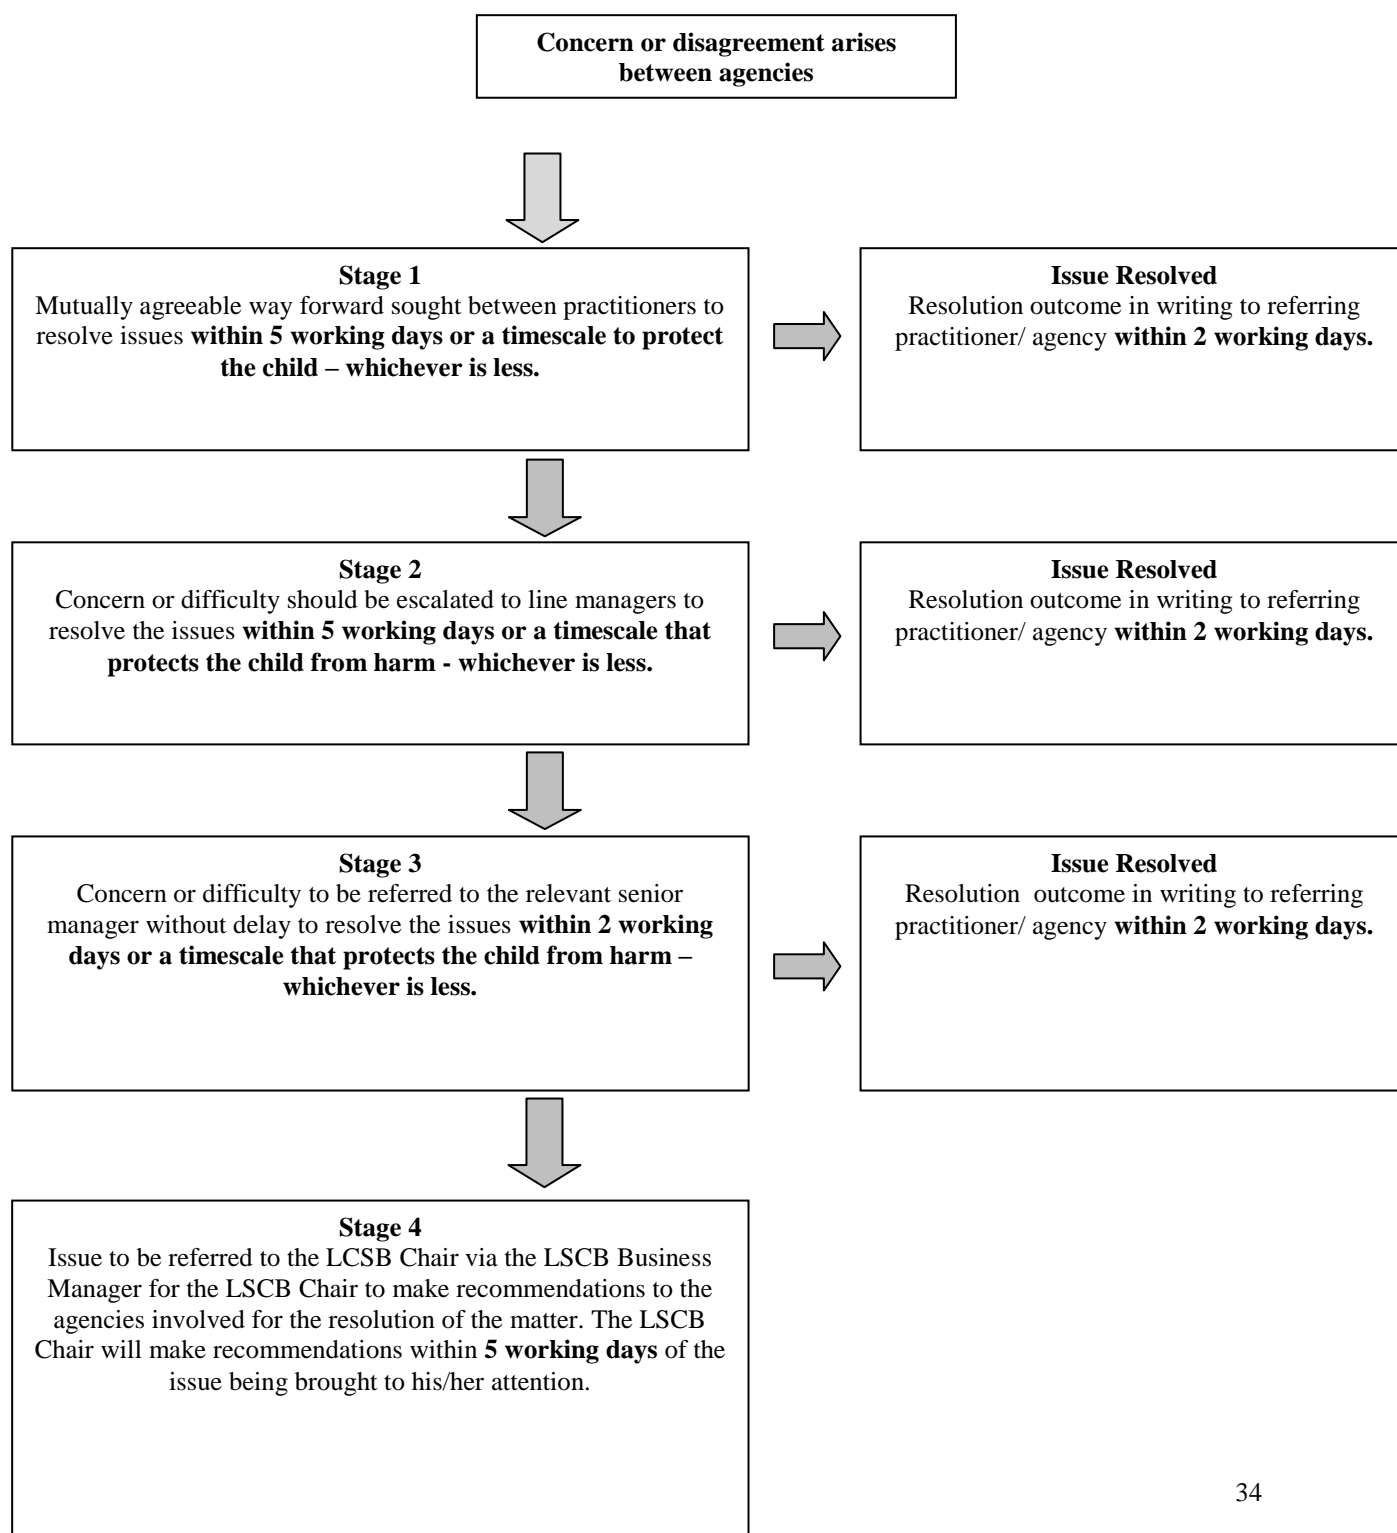 Concern or disagreement arises
between agencies
Stage 1
Mutually agreeable way forward sought between practitioners to
resolve issues within 5 working days or a timescale to protect
the child – whichever is less.
Issue Resolved
Resolution outcome in writing to referring
practitioner/ agency within 2 working days.
Stage 2
Concern or difficulty should be escalated to line managers to
resolve the issues within 5 working days or a timescale that
protects the child from harm - whichever is less.
Issue Resolved
Resolution outcome in writing to referring
practitioner/ agency within 2 working days.
Stage 3
Concern or difficulty to be referred to the relevant senior
manager without delay to resolve the issues within 2 working
days or a timescale that protects the child from harm –
whichever is less.
Issue Resolved
Resolution  outcome in writing to referring
practitioner/ agency within 2 working days.
Stage 4
Issue to be referred to the LCSB Chair via the LSCB Business
Manager for the LSCB Chair to make recommendations to the
agencies involved for the resolution of the matter. The LSCB
Chair will make recommendations within 5 working days of the
issue being brought to his/her attention.
34